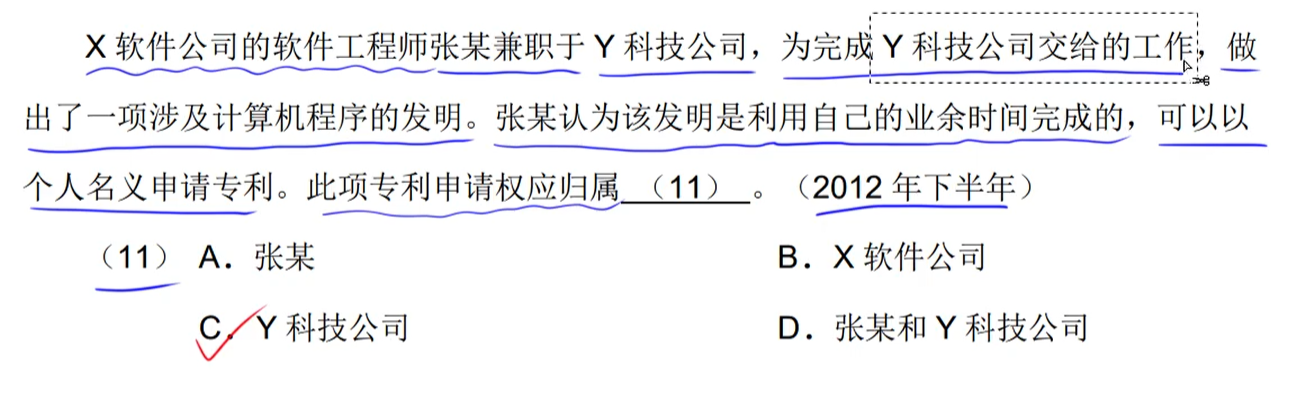 X 软件公司的软件工程师张某兼职于 Y 科技公司，为完成 Y 科技公司交给的工作，做
出了一项涉及计算机程序的发明。张某认为该发明是利用自己的业余时间完成的，可以以
个人名义申请专利。此项专利申请权应归属 （11） 。（2012 年下半年）
（11） A．张某 B．X 软件公司
C．Y 科技公司 D．张某和 Y 科技公司